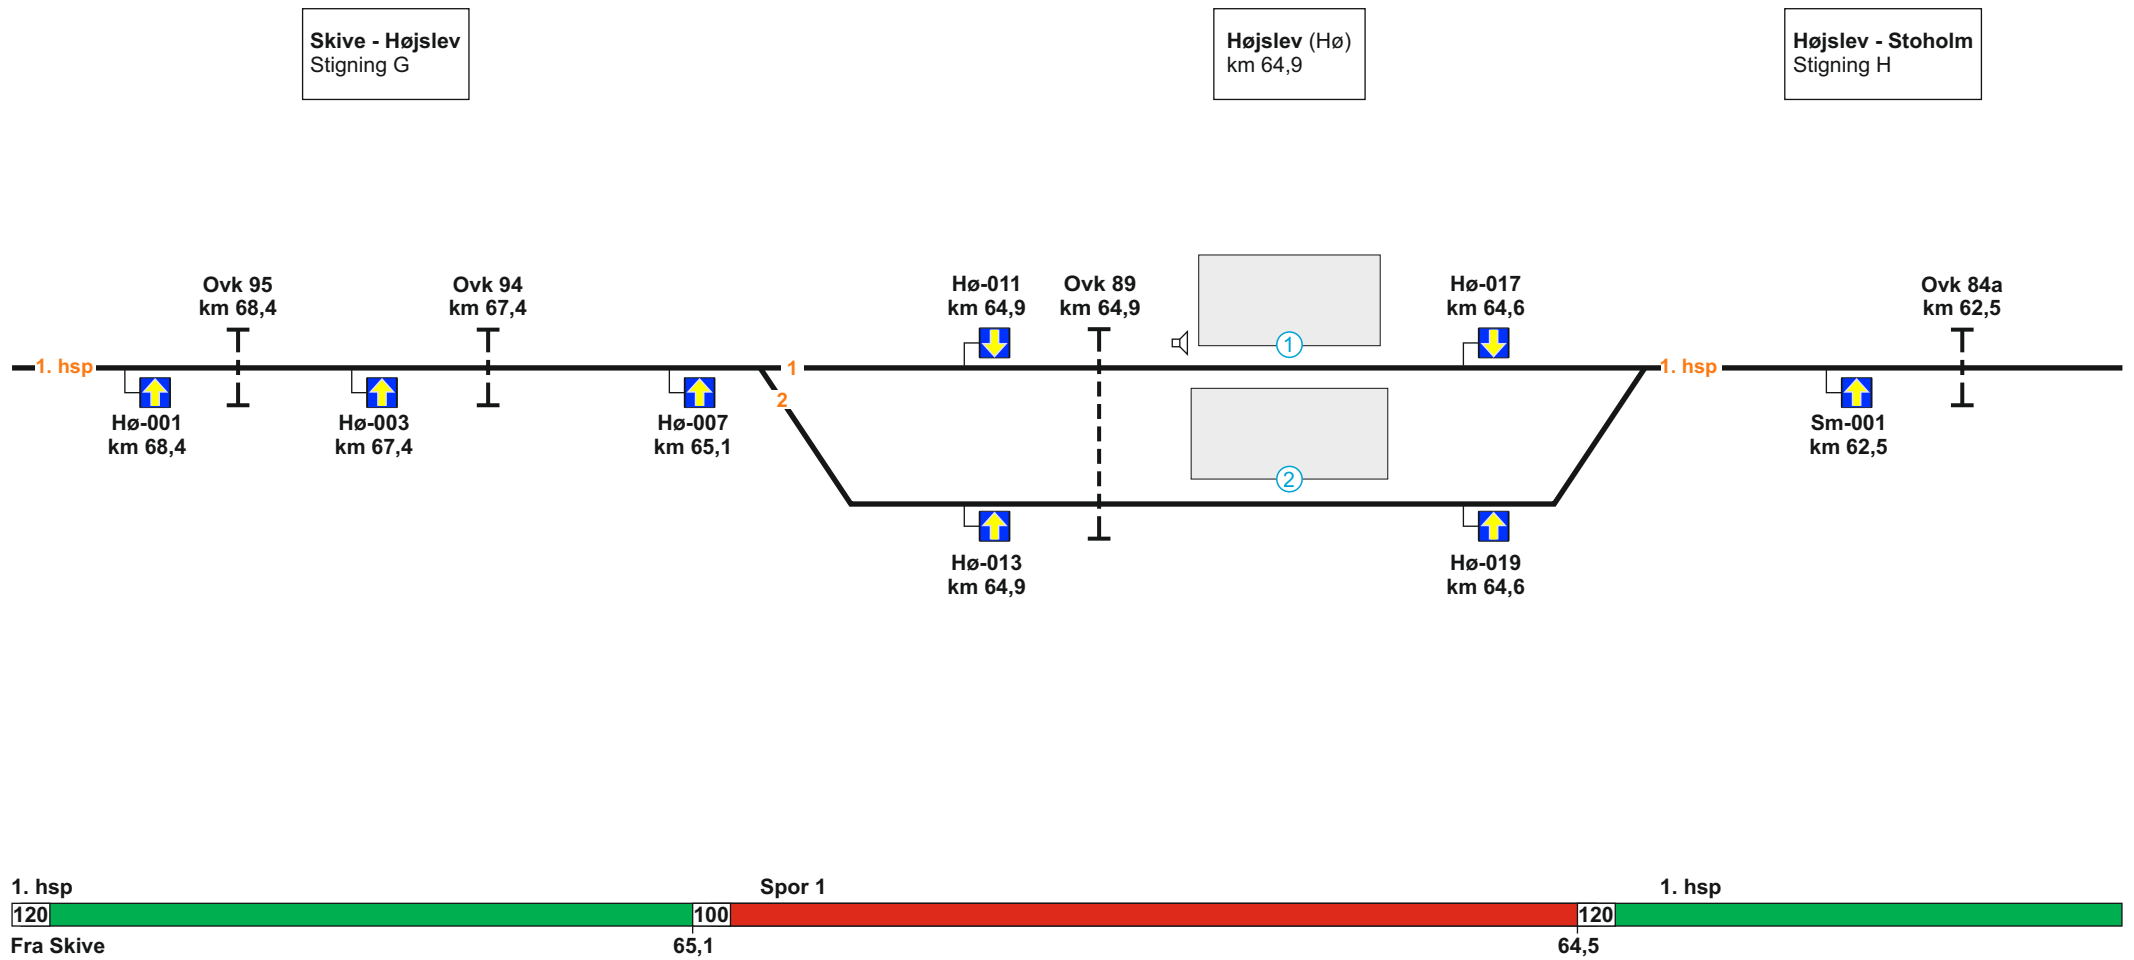 Skive - Højslev
Stigning G
Højslev (Hø)
km 64,9
Højslev - Stoholm
Stigning H
Ovk 95
km 68,4
Ovk 94
km 67,4
Hø-011
km 64,9
Ovk 89
km 64,9
Hø-017
km 64,6
Ovk 84a
km 62,5
1. hsp
1
1
1. hsp
2
Hø-001
km 68,4
Hø-003
km 67,4
Hø-007
km 65,1
Sm-001
km 62,5
2
Hø-013
km 64,9
Hø-019
km 64,6
1. hsp
Spor 1
1. hsp
120
100
120
Fra Skive
65,1
64,5